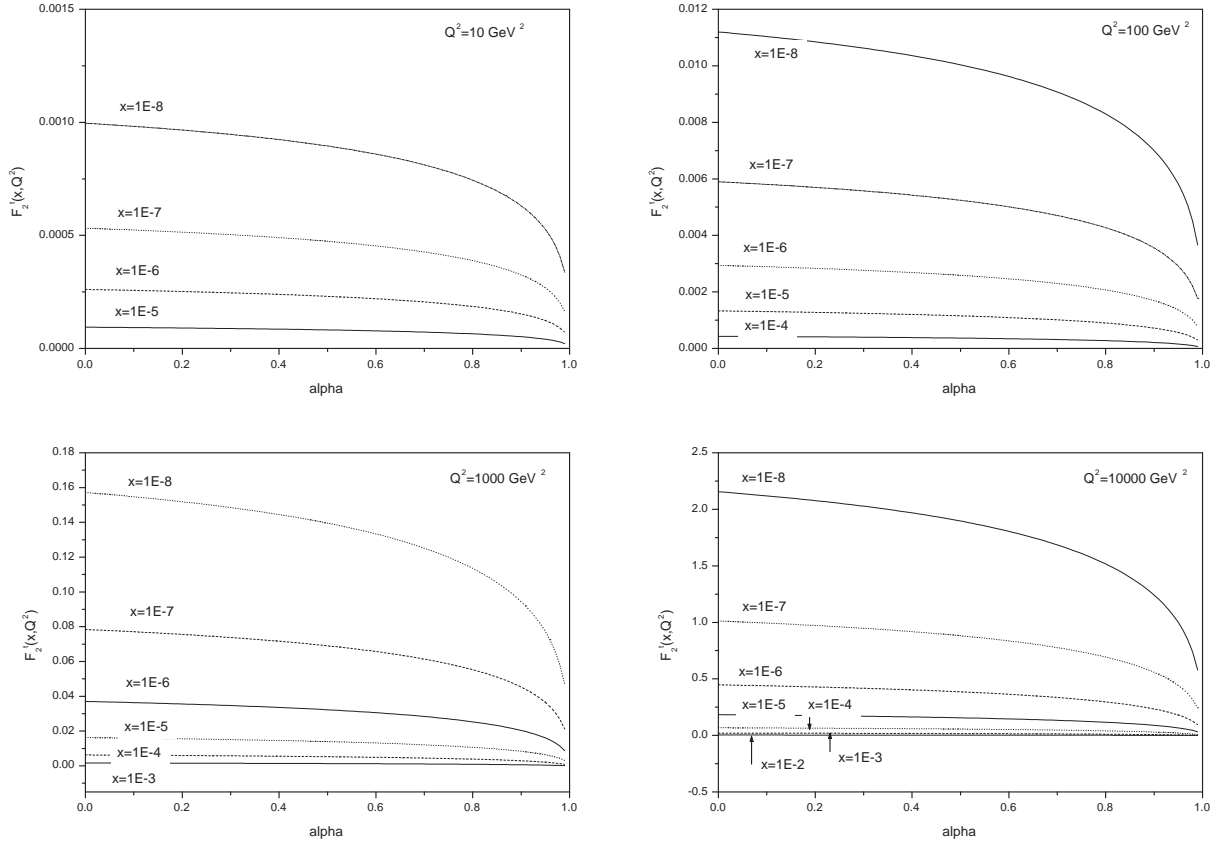 Q²=10 GeV ²
0.0015
0.0010
0.0005
0.0000
F₂ᵗ(x,Q²)
x=1E-8
x=1E-7
x=1E-6
x=1E-5
0.0 0.2 0.4 0.6 0.8 1.0
alpha
Q²=100 GeV ²
0.012
0.010
0.008
0.006
0.004
0.002
0.000
F₂ᵗ(x,Q²)
x=1E-8
x=1E-7
x=1E-6
x=1E-5
x=1E-4
0.0 0.2 0.4 0.6 0.8 1.0
alpha
Q²=1000 GeV ²
0.18
0.16
0.14
0.12
0.10
0.08
0.06
0.04
0.02
0.00
F₂ᵗ(x,Q²)
x=1E-8
x=1E-7
x=1E-6
x=1E-5
x=1E-4
x=1E-3
0.0 0.2 0.4 0.6 0.8 1.0
alpha
Q²=10000 GeV ²
2.5
2.0
1.5
1.0
0.5
0.0
-0.5
F₂ᵗ(x,Q²)
x=1E-8
x=1E-7
x=1E-6
x=1E-5 x=1E-4
x=1E-2 x=1E-3
0.0 0.2 0.4 0.6 0.8 1.0
alpha